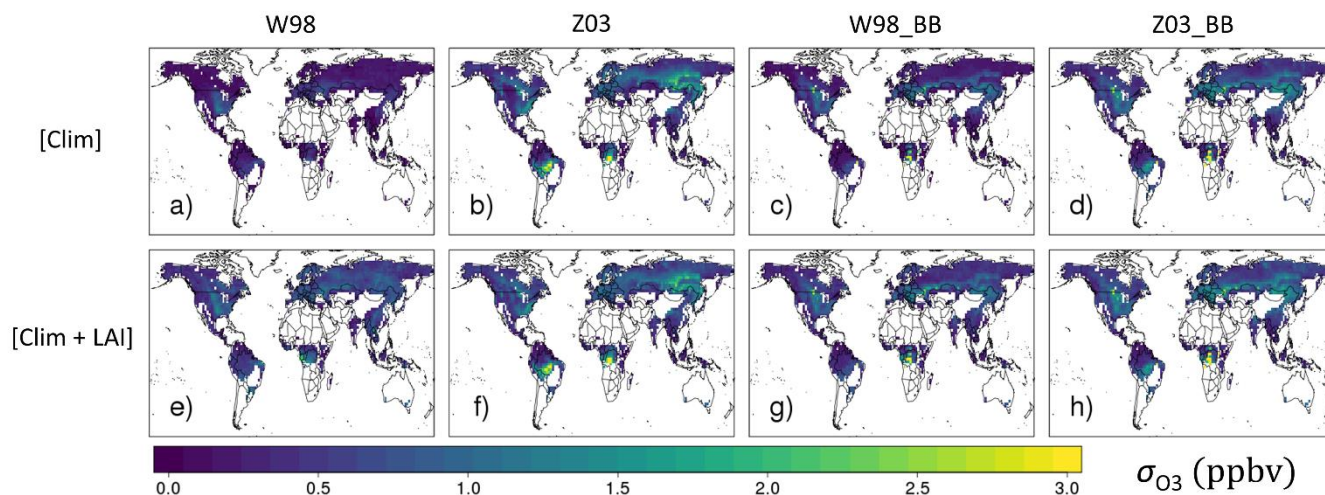 W98 Z03 W98_BB Z03_BB
[Clim]
a) b) c) d)
[Clim + LAI]
e) f) g) h)
0.0 0.5 1.0 1.5 2.0 2.5 3.0
σO3 (ppbv)